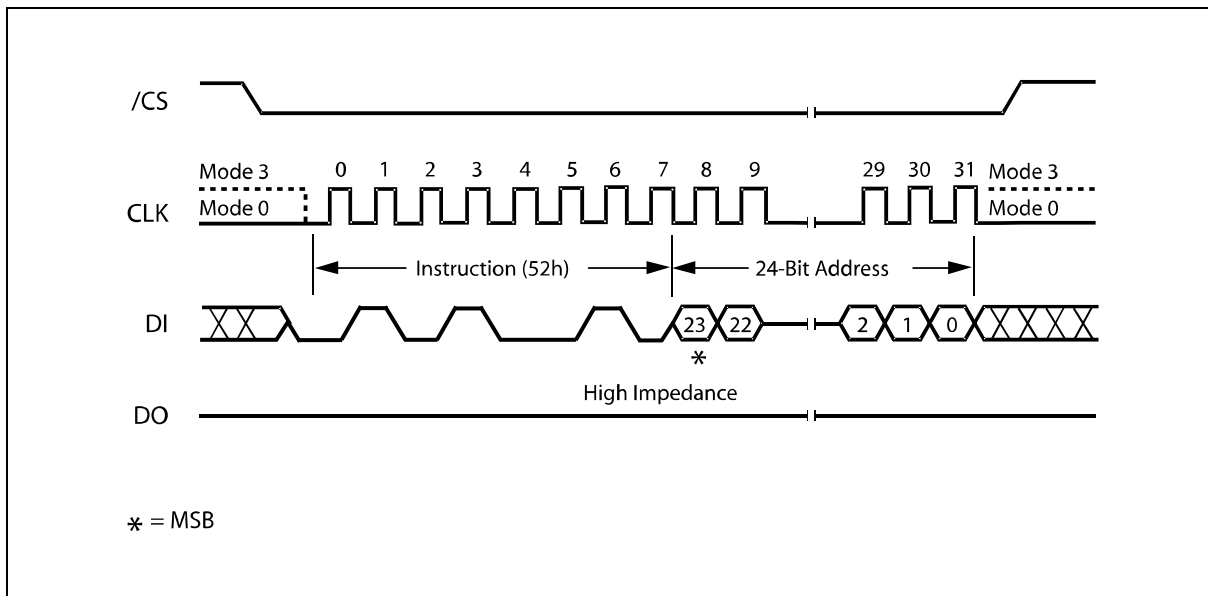 /CS
Mode 3 0 1 2 3 4 5 6 7 8 9 29 30 31 Mode 3
CLK Mode 0 Mode 0
Instruction (52h) 24-Bit Address
DI 23 22 2 1 0
*
High Impedance
DO
* = MSB